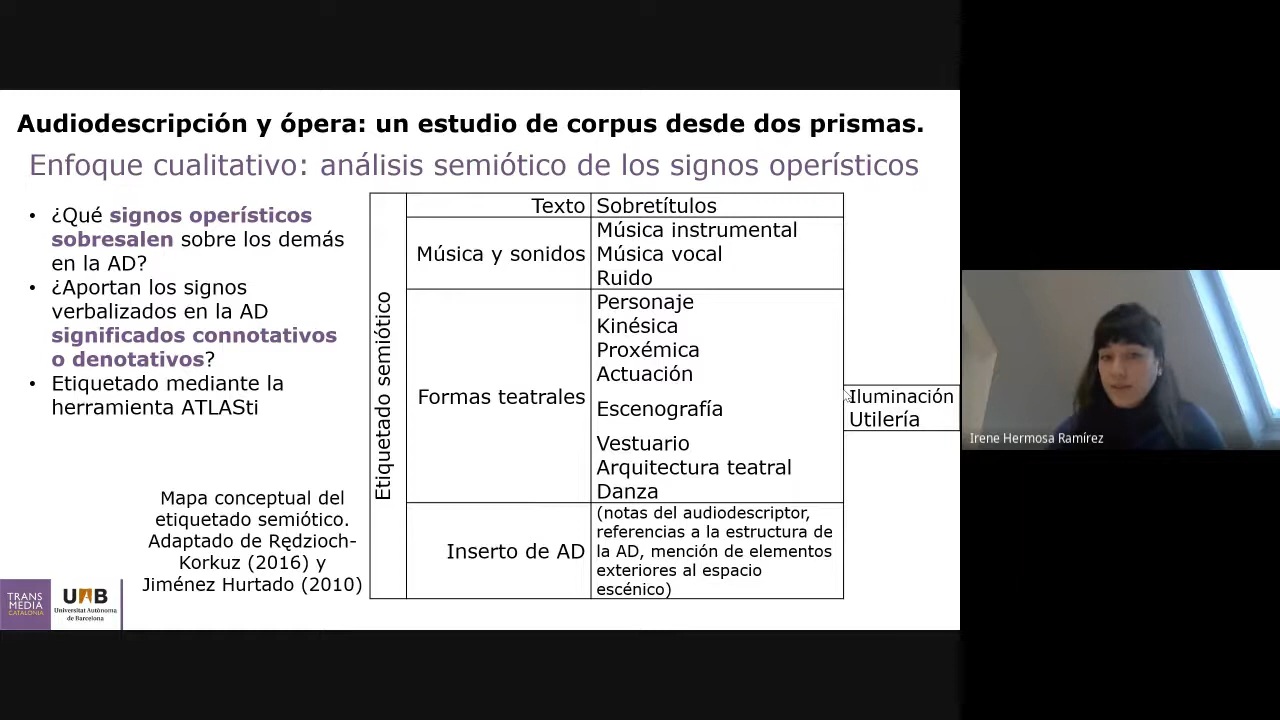 Audiodescripción y ópera: un estudio de corpus desde dos prismas.
Enfoque cualitativo: análisis semiótico de los signos operísticos
• ¿Qué signos operísticos
sobresalen sobre los demás
en la AD?
• ¿Aportan los signos
verbalizados en la AD
significados connotativos
o denotativos?
• Etiquetado mediante la
herramienta ATLASti
Mapa conceptual del
etiquetado semiótico.
Adaptado de Rędzioch-
Korkuz (2016) y
Jiménez Hurtado (2010)
Etiquetado semiótico
Texto
Sobretítulos
Música y sonidos
Música instrumental
Música vocal
Ruido
Formas teatrales
Personaje
Kinésica
Proxémica
Actuación
Escenografía
Vestuario
Arquitectura teatral
Danza
Iluminación
Utilería
Inserto de AD
(notas del audiodescriptor,
referencias a la estructura de
la AD, mención de elementos
exteriores al espacio
escénico)
TRANS
MEDIA
CATALONIA
UAB
Universitat Autònoma
de Barcelona
Irene Hermosa Ramírez